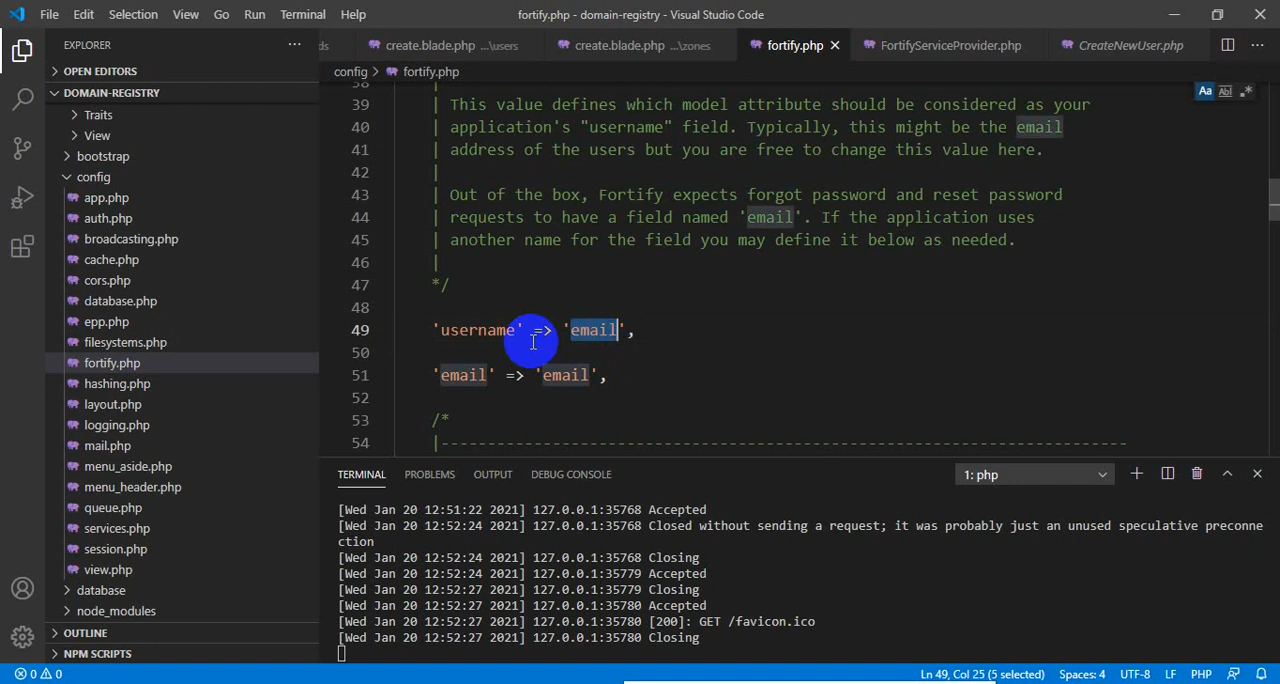 File Edit Selection View Go Run Terminal Help fortify.php - domain-registry - Visual Studio Code
EXPLORER
ds create.blade.php ...\users create.blade.php ...\zones fortify.php FortifyServiceProvider.php CreateNewUser.php
OPEN EDITORS
config > fortify.php
DOMAIN-REGISTRY
Traits
View
bootstrap
config
app.php
auth.php
broadcasting.php
cache.php
cors.php
database.php
epp.php
filesystems.php
fortify.php
hashing.php
layout.php
logging.php
mail.php
menu_aside.php
menu_header.php
queue.php
services.php
session.php
view.php
database
node_modules
OUTLINE
NPM SCRIPTS
Aa Abl .*
38 |
39 | This value defines which model attribute should be considered as your
40 | application's "username" field. Typically, this might be the email
41 | address of the users but you are free to change this value here.
42 |
43 | Out of the box, Fortify expects forgot password and reset password
44 | requests to have a field named 'email'. If the application uses
45 | another name for the field you may define it below as needed.
46 |
47 */
48
49 'username' => 'email',
50
51 'email' => 'email',
52
53 /*
54 |--------------------------------------------------------------------------
TERMINAL PROBLEMS OUTPUT DEBUG CONSOLE 1: php
[Wed Jan 20 12:51:22 2021] 127.0.0.1:35768 Accepted
[Wed Jan 20 12:52:24 2021] 127.0.0.1:35768 Closed without sending a request; it was probably just an unused speculative preconne
ction
[Wed Jan 20 12:52:24 2021] 127.0.0.1:35768 Closing
[Wed Jan 20 12:52:24 2021] 127.0.0.1:35779 Accepted
[Wed Jan 20 12:52:27 2021] 127.0.0.1:35779 Closing
[Wed Jan 20 12:52:27 2021] 127.0.0.1:35780 Accepted
[Wed Jan 20 12:52:27 2021] 127.0.0.1:35780 [200]: GET /favicon.ico
[Wed Jan 20 12:52:27 2021] 127.0.0.1:35780 Closing
0 0 Ln 49, Col 25 (5 selected) Spaces: 4 UTF-8 LF PHP